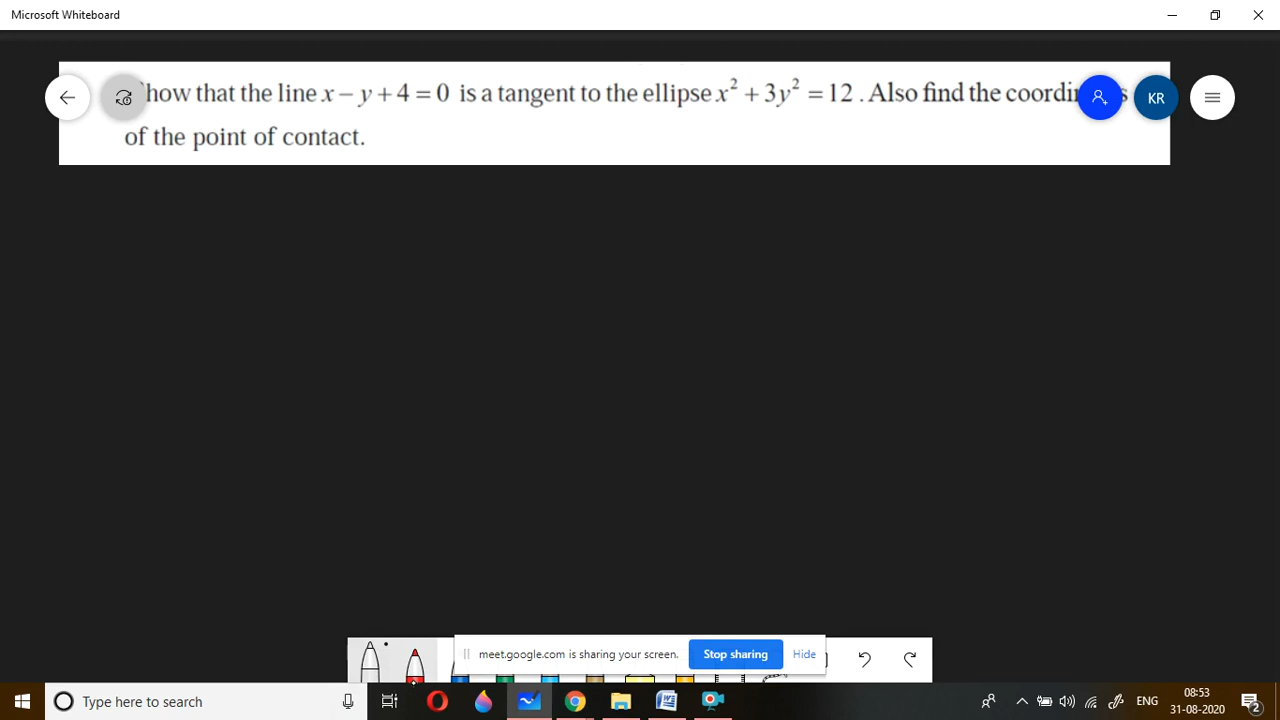 Microsoft Whiteboard
how that the line x − y + 4 = 0 is a tangent to the ellipse x² + 3y² = 12 . Also find the
of the point of contact.
KR
meet.google.com is sharing your screen.
Stop sharing
Hide
Type here to search
ENG
08:53
31-08-2020
2